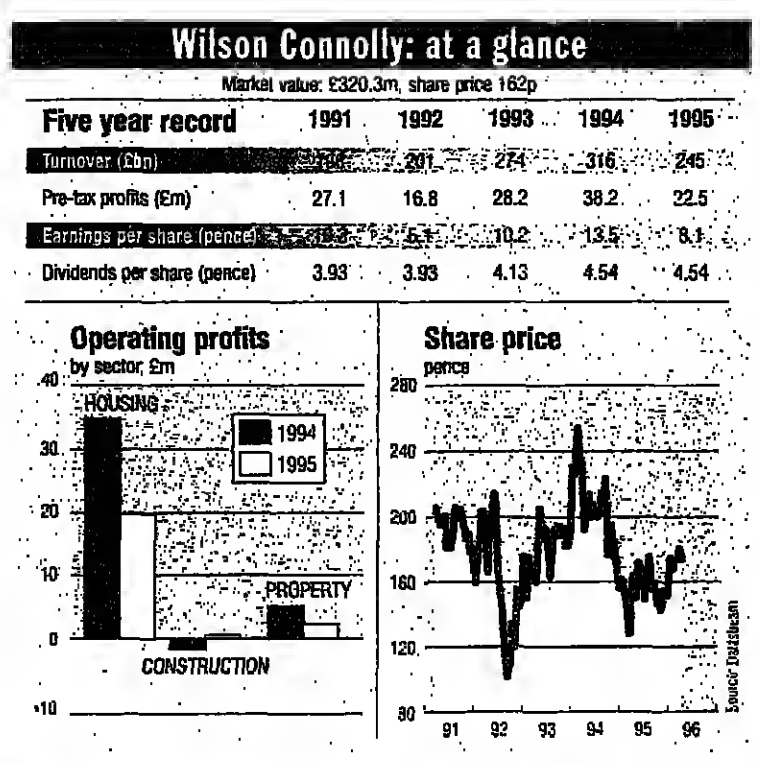 Wilson Connolly: at a glance
Market value: £320.3m, share price 162p
Five year record 1991 1992 1993 1994 1995
Turnover (£bn) 201 274 316 245
Pre-tax profits (£m) 27.1 16.8 28.2 38.2 22.5
Earnings per share (pence) 10.2 13.5 8.1
Dividends per share (pence) 3.93 3.93 4.13 4.54 4.54
Operating profits
by sector, £m
40
HOUSING
1994
30
1995
20
10
PROPERTY
0
CONSTRUCTION
-10
Share price
pence
280
240
200
160
120
80
91 92 93 94 95 96
Source: Datastream